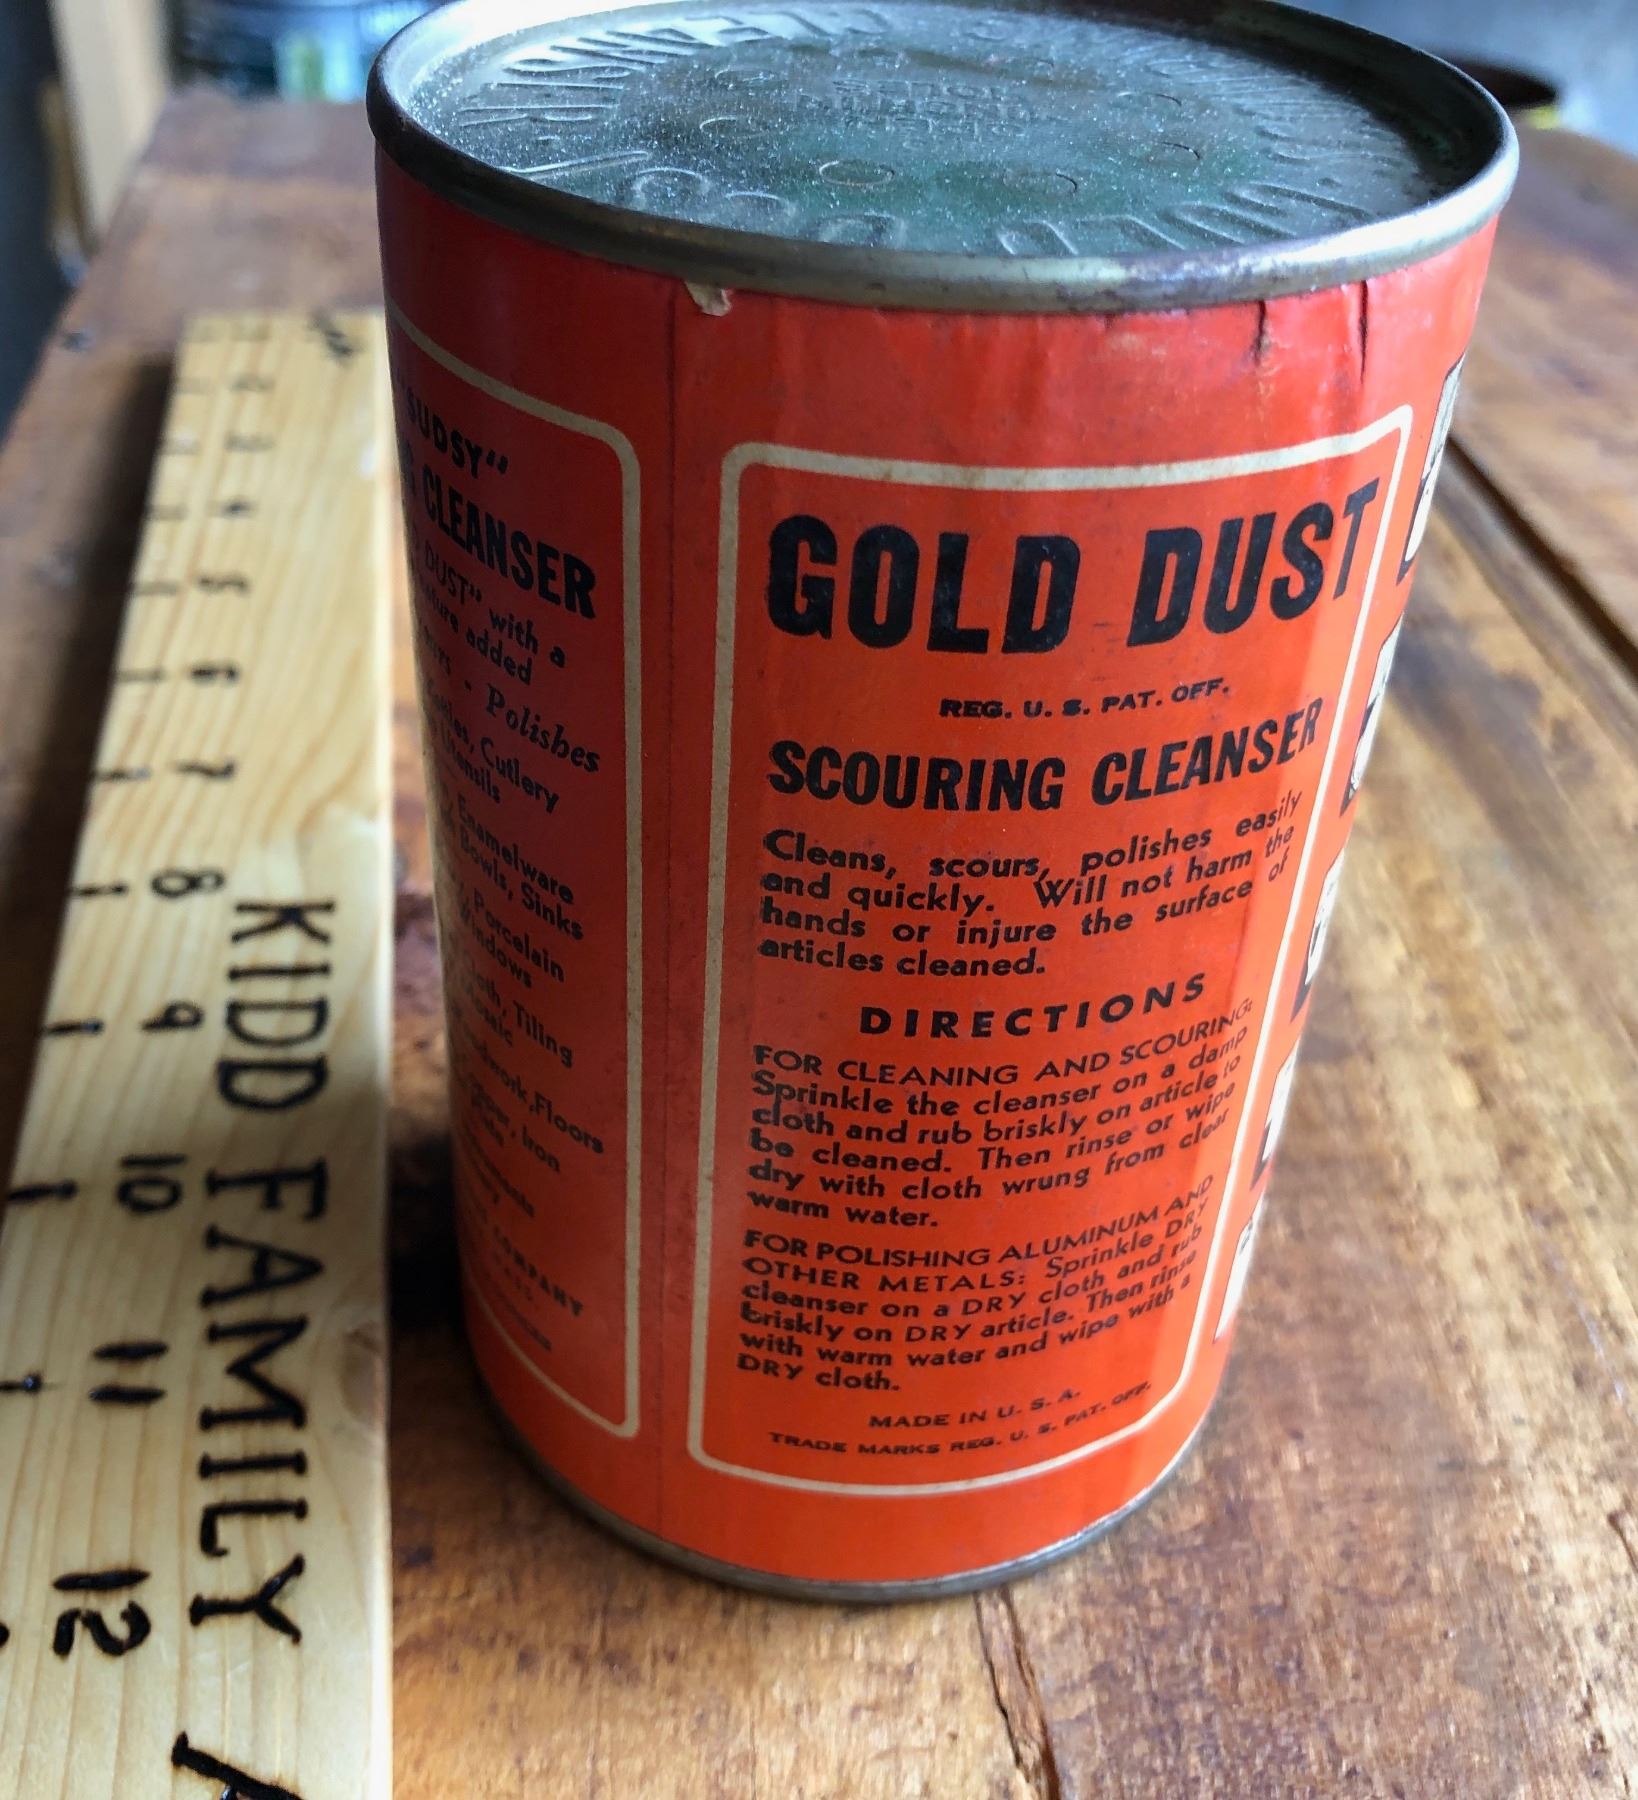 GOLD DUST
REG. U. S. PAT. OFF.
SCOURING CLEANSER
Cleans, scours, polishes easily
and quickly. Will not harm the
hands or injure the surface of
articles cleaned.
DIRECTIONS
FOR CLEANING AND SCOURING:
Sprinkle the cleanser on a damp
cloth and rub briskly on article to
be cleaned. Then rinse or wipe
dry with cloth wrung from clear
warm water.
FOR POLISHING ALUMINUM AND
OTHER METALS: Sprinkle DRY
cleanser on a DRY cloth and rub
briskly on DRY article. Then rinse
with warm water and wipe with a
DRY cloth.
MADE IN U. S. A.
TRADE MARKS REG. U. S. PAT. OFF.
"SUDSY"
CLEANSER
DUST" with a
added
• Polishes
Cutlery
Utensils
Enamelware
Bowls, Sinks
Porcelain
Windows
Tiling
Floors
Iron
COMPANY
GOLD DUST
CLEANSER
HOLES
2
3
4
5
6
7
8
9
10
11
12
KIDD FAMILY